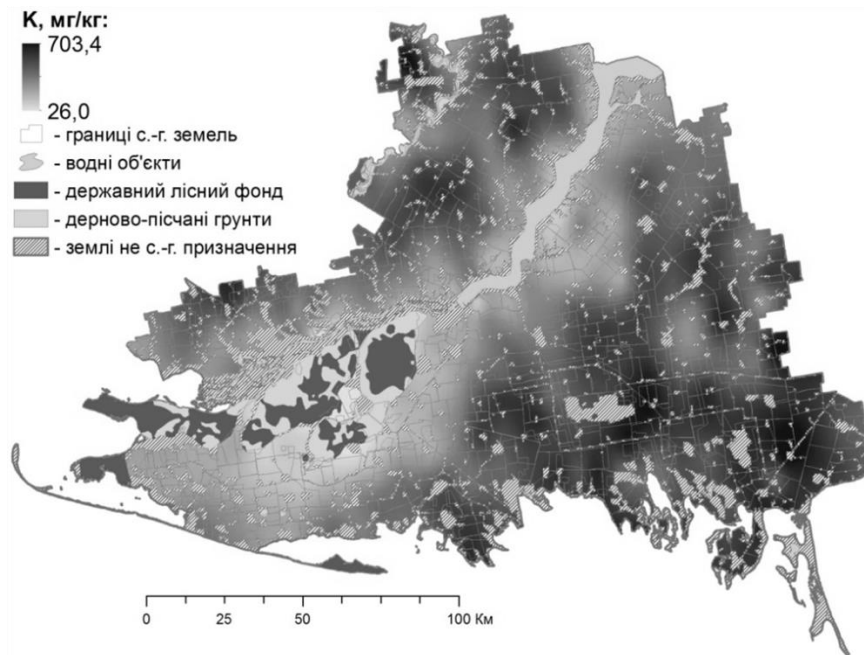 K, мг/кг:
703,4
26,0
- границі с.-г. земель
- водні об'єкти
- державний лісний фонд
- дерново-пісчані грунти
- землі не с.-г. призначення
0 25 50 100 Км